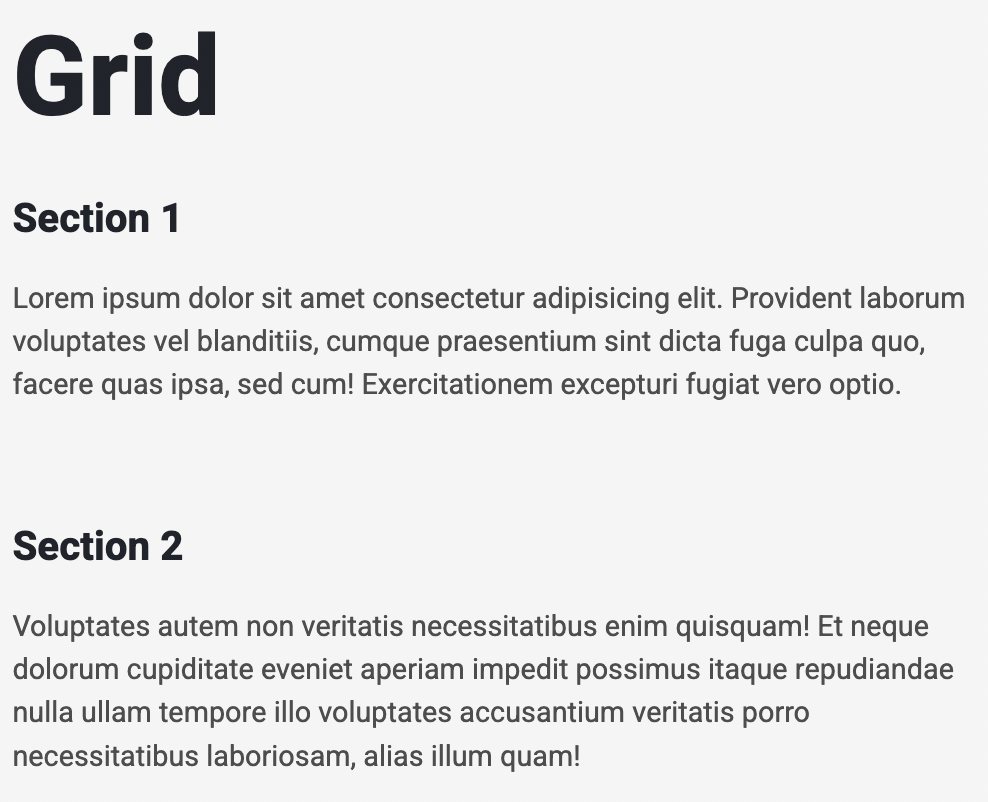 Grid
Section 1
Lorem ipsum dolor sit amet consectetur adipisicing elit. Provident laborum
voluptates vel blanditiis, cumque praesentium sint dicta fuga culpa quo,
facere quas ipsa, sed cum! Exercitationem excepturi fugiat vero optio.
Section 2
Voluptates autem non veritatis necessitatibus enim quisquam! Et neque
dolorum cupiditate eveniet aperiam impedit possimus itaque repudiandae
nulla ullam tempore illo voluptates accusantium veritatis porro
necessitatibus laboriosam, alias illum quam!